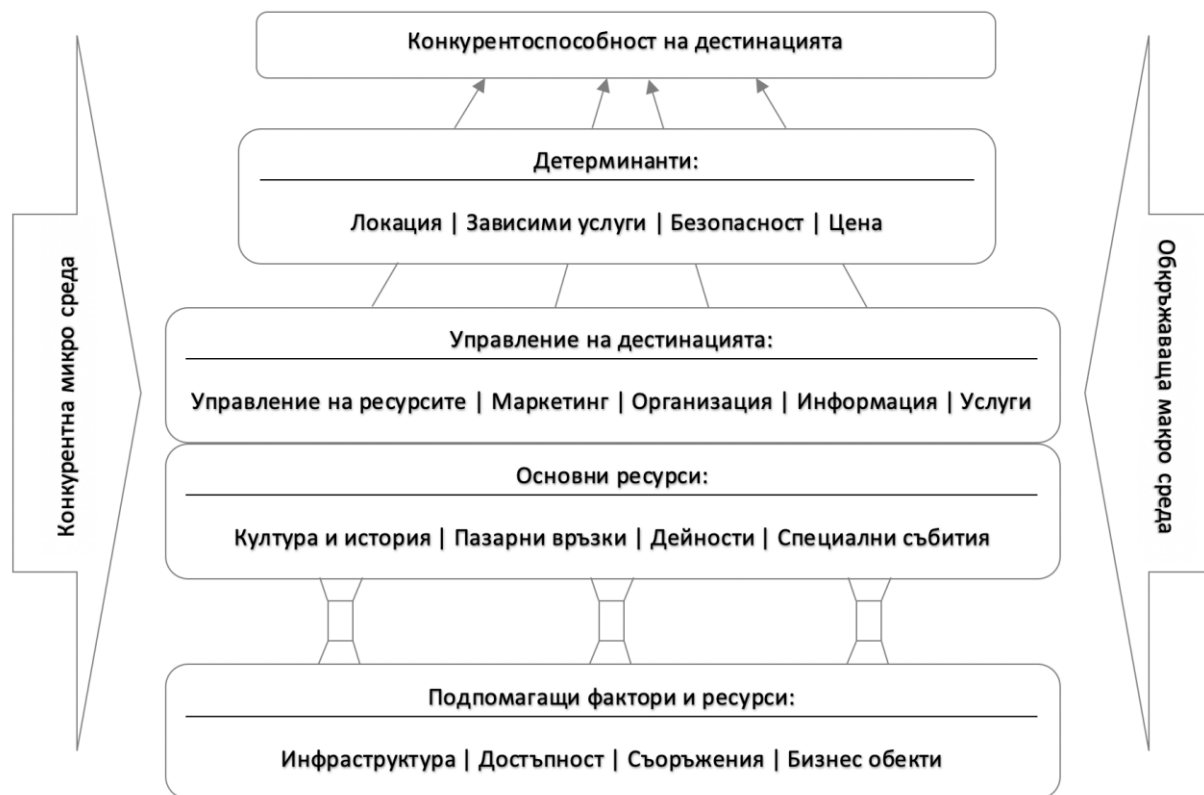 Конкурентоспособност на дестинацията
Детерминанти:
Локация | Зависими услуги | Безопасност | Цена
Управление на дестинацията:
Управление на ресурсите | Маркетинг | Организация | Информация | Услуги
Основни ресурси:
Култура и история | Пазарни връзки | Дейности | Специални събития
Подпомагащи фактори и ресурси:
Инфраструктура | Достъпност | Съоръжения | Бизнес обекти
Конкурентна микро среда
Обкръжаваща макро среда